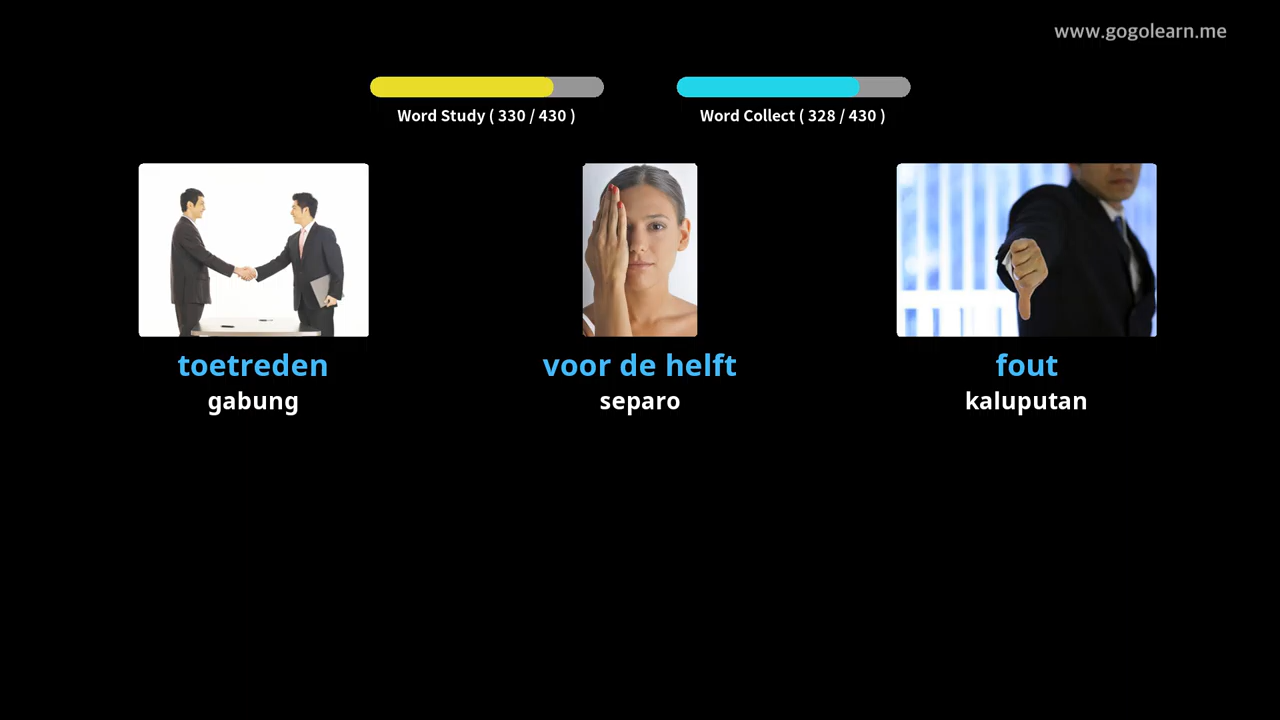 www.gogolearn.me
Word Study ( 330 / 430 )
Word Collect ( 328 / 430 )
toetreden
gabung
voor de helft
separo
fout
kaluputan